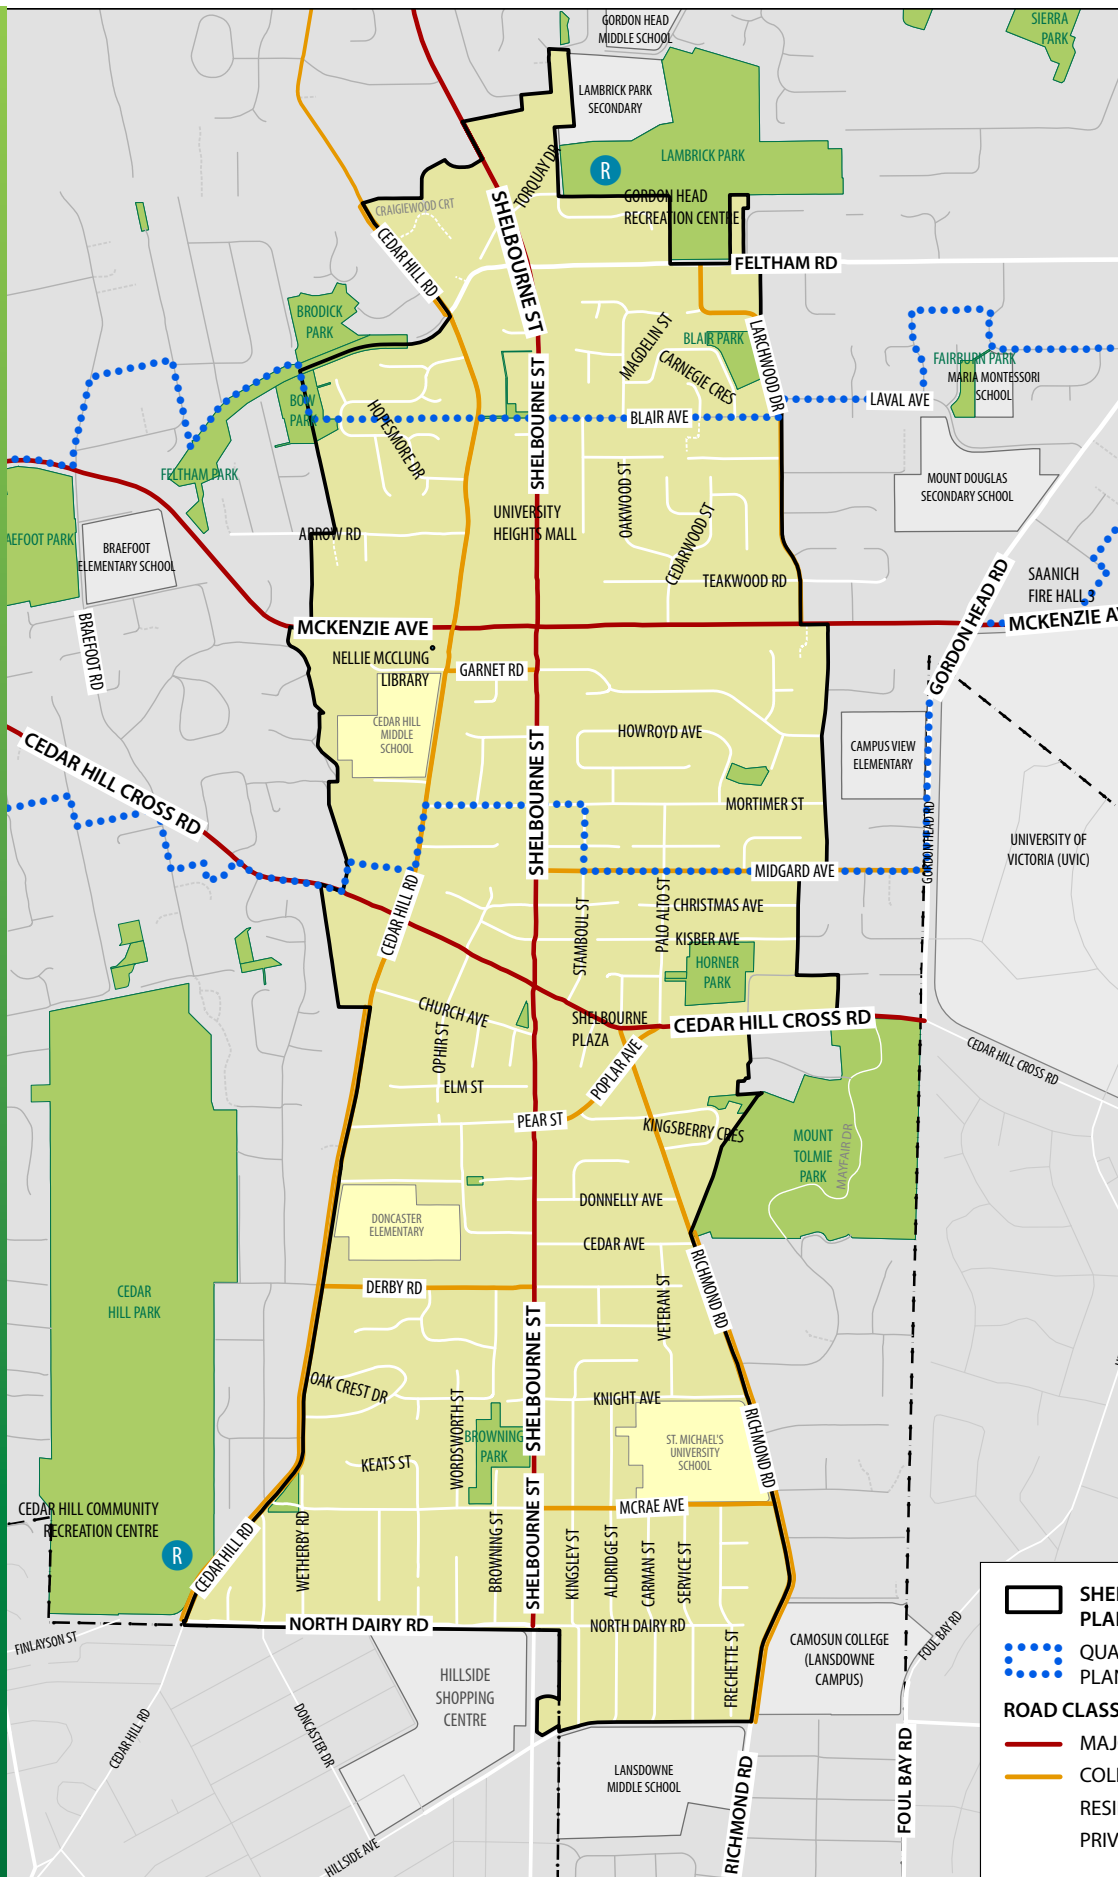 GORDON HEAD
MIDDLE SCHOOL
SIERRA
PARK
LAMBRICK PARK
SECONDARY
LAMBRICK PARK
R
TORQUAY DR
GORDON HEAD
RECREATION CENTRE
CRAIGIEWOOD CRT
SHELBOURNE ST
CEDAR HILL RD
FELTHAM RD
BRODICK
PARK
MAGDELIN ST
BLAIR PARK
LARCHWOOD DR
CARNEGIE CRES
FAIRBURN PARK
MARIA MONTESSORI
SCHOOL
BOW
PARK
HOPESMORE DR
SHELBOURNE ST
BLAIR AVE
LAVAL AVE
FELTHAM PARK
OAKWOOD ST
MOUNT DOUGLAS
SECONDARY SCHOOL
UNIVERSITY
HEIGHTS MALL
CEDARWOOD ST
ARROW RD
AEFOOT PARK
BRAEFOOT
ELEMENTARY SCHOOL
TEAKWOOD RD
SAANICH
FIRE HALL 3
GORDON HEAD RD
BRAEFOOT RD
MCKENZIE AVE
MCKENZIE A
NELLIE MCCLUNG
LIBRARY
GARNET RD
CEDAR HILL
MIDDLE
SCHOOL
HOWROYD AVE
CAMPUS VIEW
ELEMENTARY
CEDAR HILL CROSS RD
SHELBOURNE ST
MORTIMER ST
GORDON HEAD RD
UNIVERSITY OF
VICTORIA (UVIC)
MIDGARD AVE
CEDAR HILL RD
STAMBOUL ST
PALO ALTO ST
CHRISTMAS AVE
KISBER AVE
HORNER
PARK
CHURCH AVE
SHELBOURNE
PLAZA
CEDAR HILL CROSS RD
CEDAR HILL CROSS RD
OPHIR ST
POPLAR AVE
ELM ST
PEAR ST
KINGSBERRY CRES
MOUNT
TOLMIE
PARK
MAYFAIR DR
DONCASTER
ELEMENTARY
DONNELLY AVE
CEDAR AVE
RICHMOND RD
CEDAR
HILL PARK
DERBY RD
VETERAN ST
SHELBOURNE ST
OAK CREST DR
WORDSWORTH ST
KNIGHT AVE
BROWNING
PARK
ST. MICHAEL'S
UNIVERSITY
SCHOOL
RICHMOND RD
KEATS ST
CEDAR HILL COMMUNITY
RECREATION CENTRE
R
CEDAR HILL RD
WETHERBY RD
BROWNING ST
SHELBOURNE ST
MCRAE AVE
KINGSLEY ST
ALDRIDGE ST
CARMAN ST
SERVICE ST
NORTH DAIRY RD
NORTH DAIRY RD
FINLAYSON ST
FRECHETTE ST
CAMOSUN COLLEGE
(LANSDOWNE
CAMPUS)
FOUL BAY RD
HILLSIDE
SHOPPING
CENTRE
CEDAR HILL RD
DONCASTER DR
LANSDOWNE
MIDDLE SCHOOL
HILLSIDE AVE
RICHMOND RD
FOUL BAY RD
SHEL
PLAN
QUA
PLAN
ROAD CLASS
MAJ
COLL
RESI
PRIV